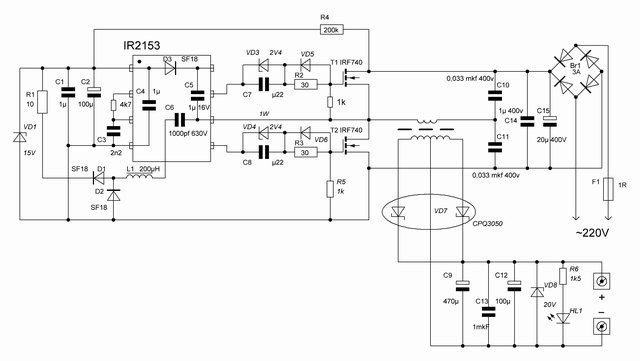 R4
200k
IR2153
VD3 2V4 VD5
T1 IR740
Br1
3A
D3 SF18
R2
30
C1
1µ
C2
100µ
C4 1µ
C5
1µ 16V
C7 µ22
1k
0,033 mkf 400v
C10
R1
10
4k7
C6
1000pf 630V
1W
1µ 400v
C14
C15
20µ 400V
VD1
15V
C3
2n2
VD4 2V4 VD6
T2 IRF740
R3
30
C11
C8 µ22
0,033 mkf 400v
SF18 D1
L1 200µH
D2
SF18
R5
1k
F1
1R
VD7
CPQ3050
~220V
C9
470µ
C13
1mkF
C12
100µ
VD8
20V
R6
1k5
HL1
+
−